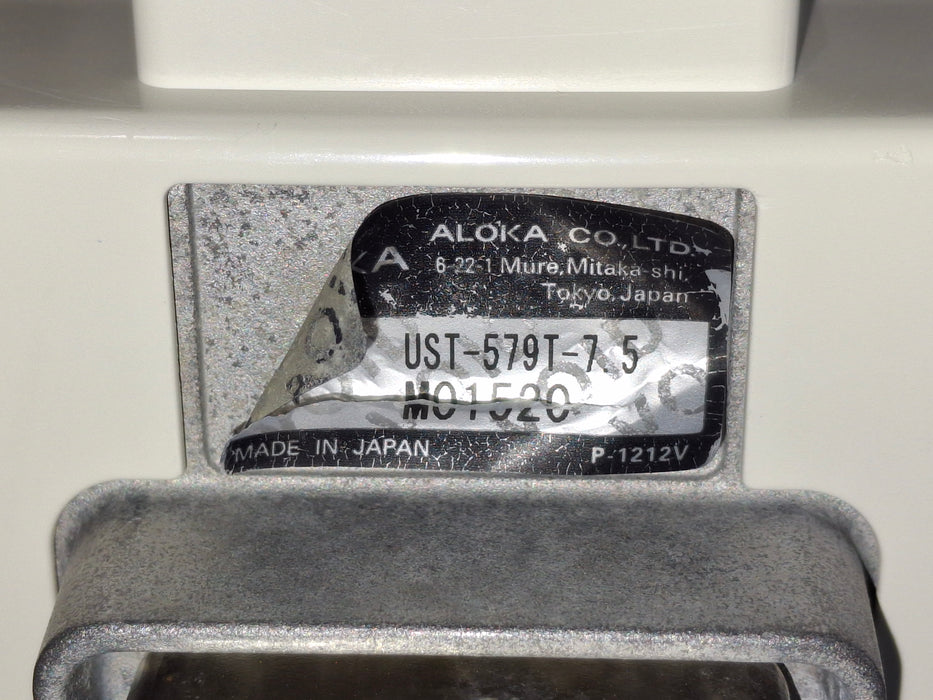 ALOKA CO.,LTD.
KA 6-22-1 Mure,Mitaka-shi,
Tokyo,Japan
UST-579T-7.5
M01520
MADE IN JAPAN P-1212V